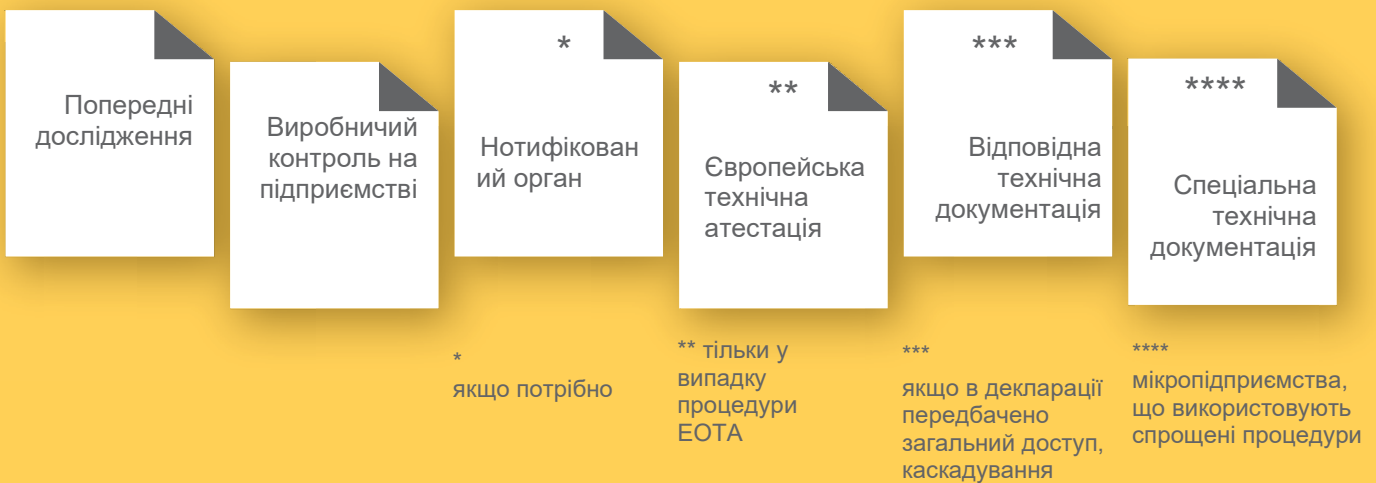 Попередні
дослідження
Виробничий
контроль на
підприємстві
*
Нотифікован
ий орган
**
Європейська
технічна
атестація
***
Відповідна
технічна
документація
****
Спеціальна
технічна
документація
*
якщо потрібно
** тільки у
випадку
процедури
ЕОТА
***
якщо в декларації
передбачено
загальний доступ,
каскадування
****
мікропідприємства,
що використовують
спрощені процедури